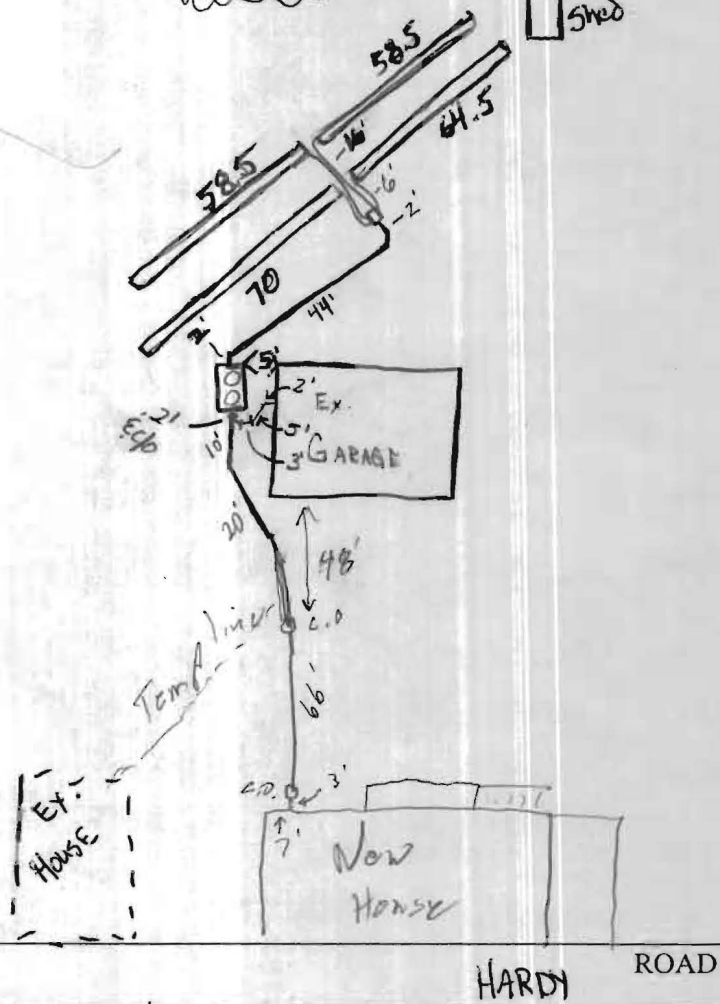 Shed
58.5
64.5
16'
6'
2'
58.5
70
44'
2'
5'
2'
Ex.
GARAGE
5'
3'
10'
20'
48'
C.O
Temp line
66'
C.O.
3'
7'
Ex.
HOUSE
New
House
HARDY
ROAD